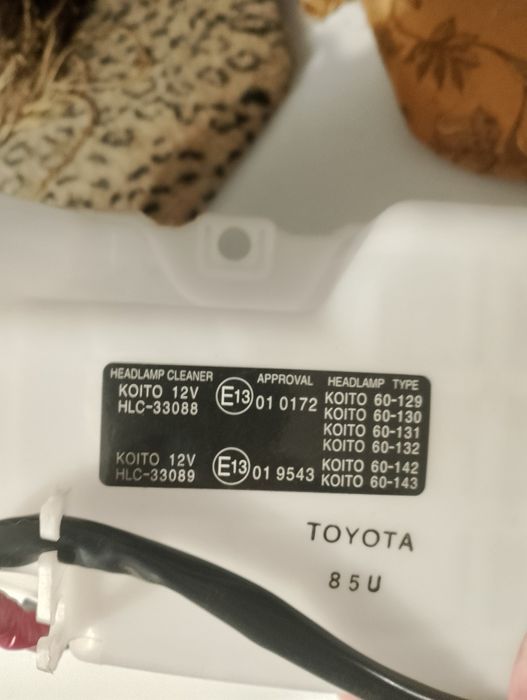 HEADLAMP CLEANER APPROVAL HEADLAMP TYPE
KOITO 12V E13 01 0172 KOITO 60-129
HLC-33088 KOITO 60-130
KOITO 60-131
KOITO 60-132
KOITO 12V E13 01 9543 KOITO 60-142
HLC-33089 KOITO 60-143
TOYOTA
85U